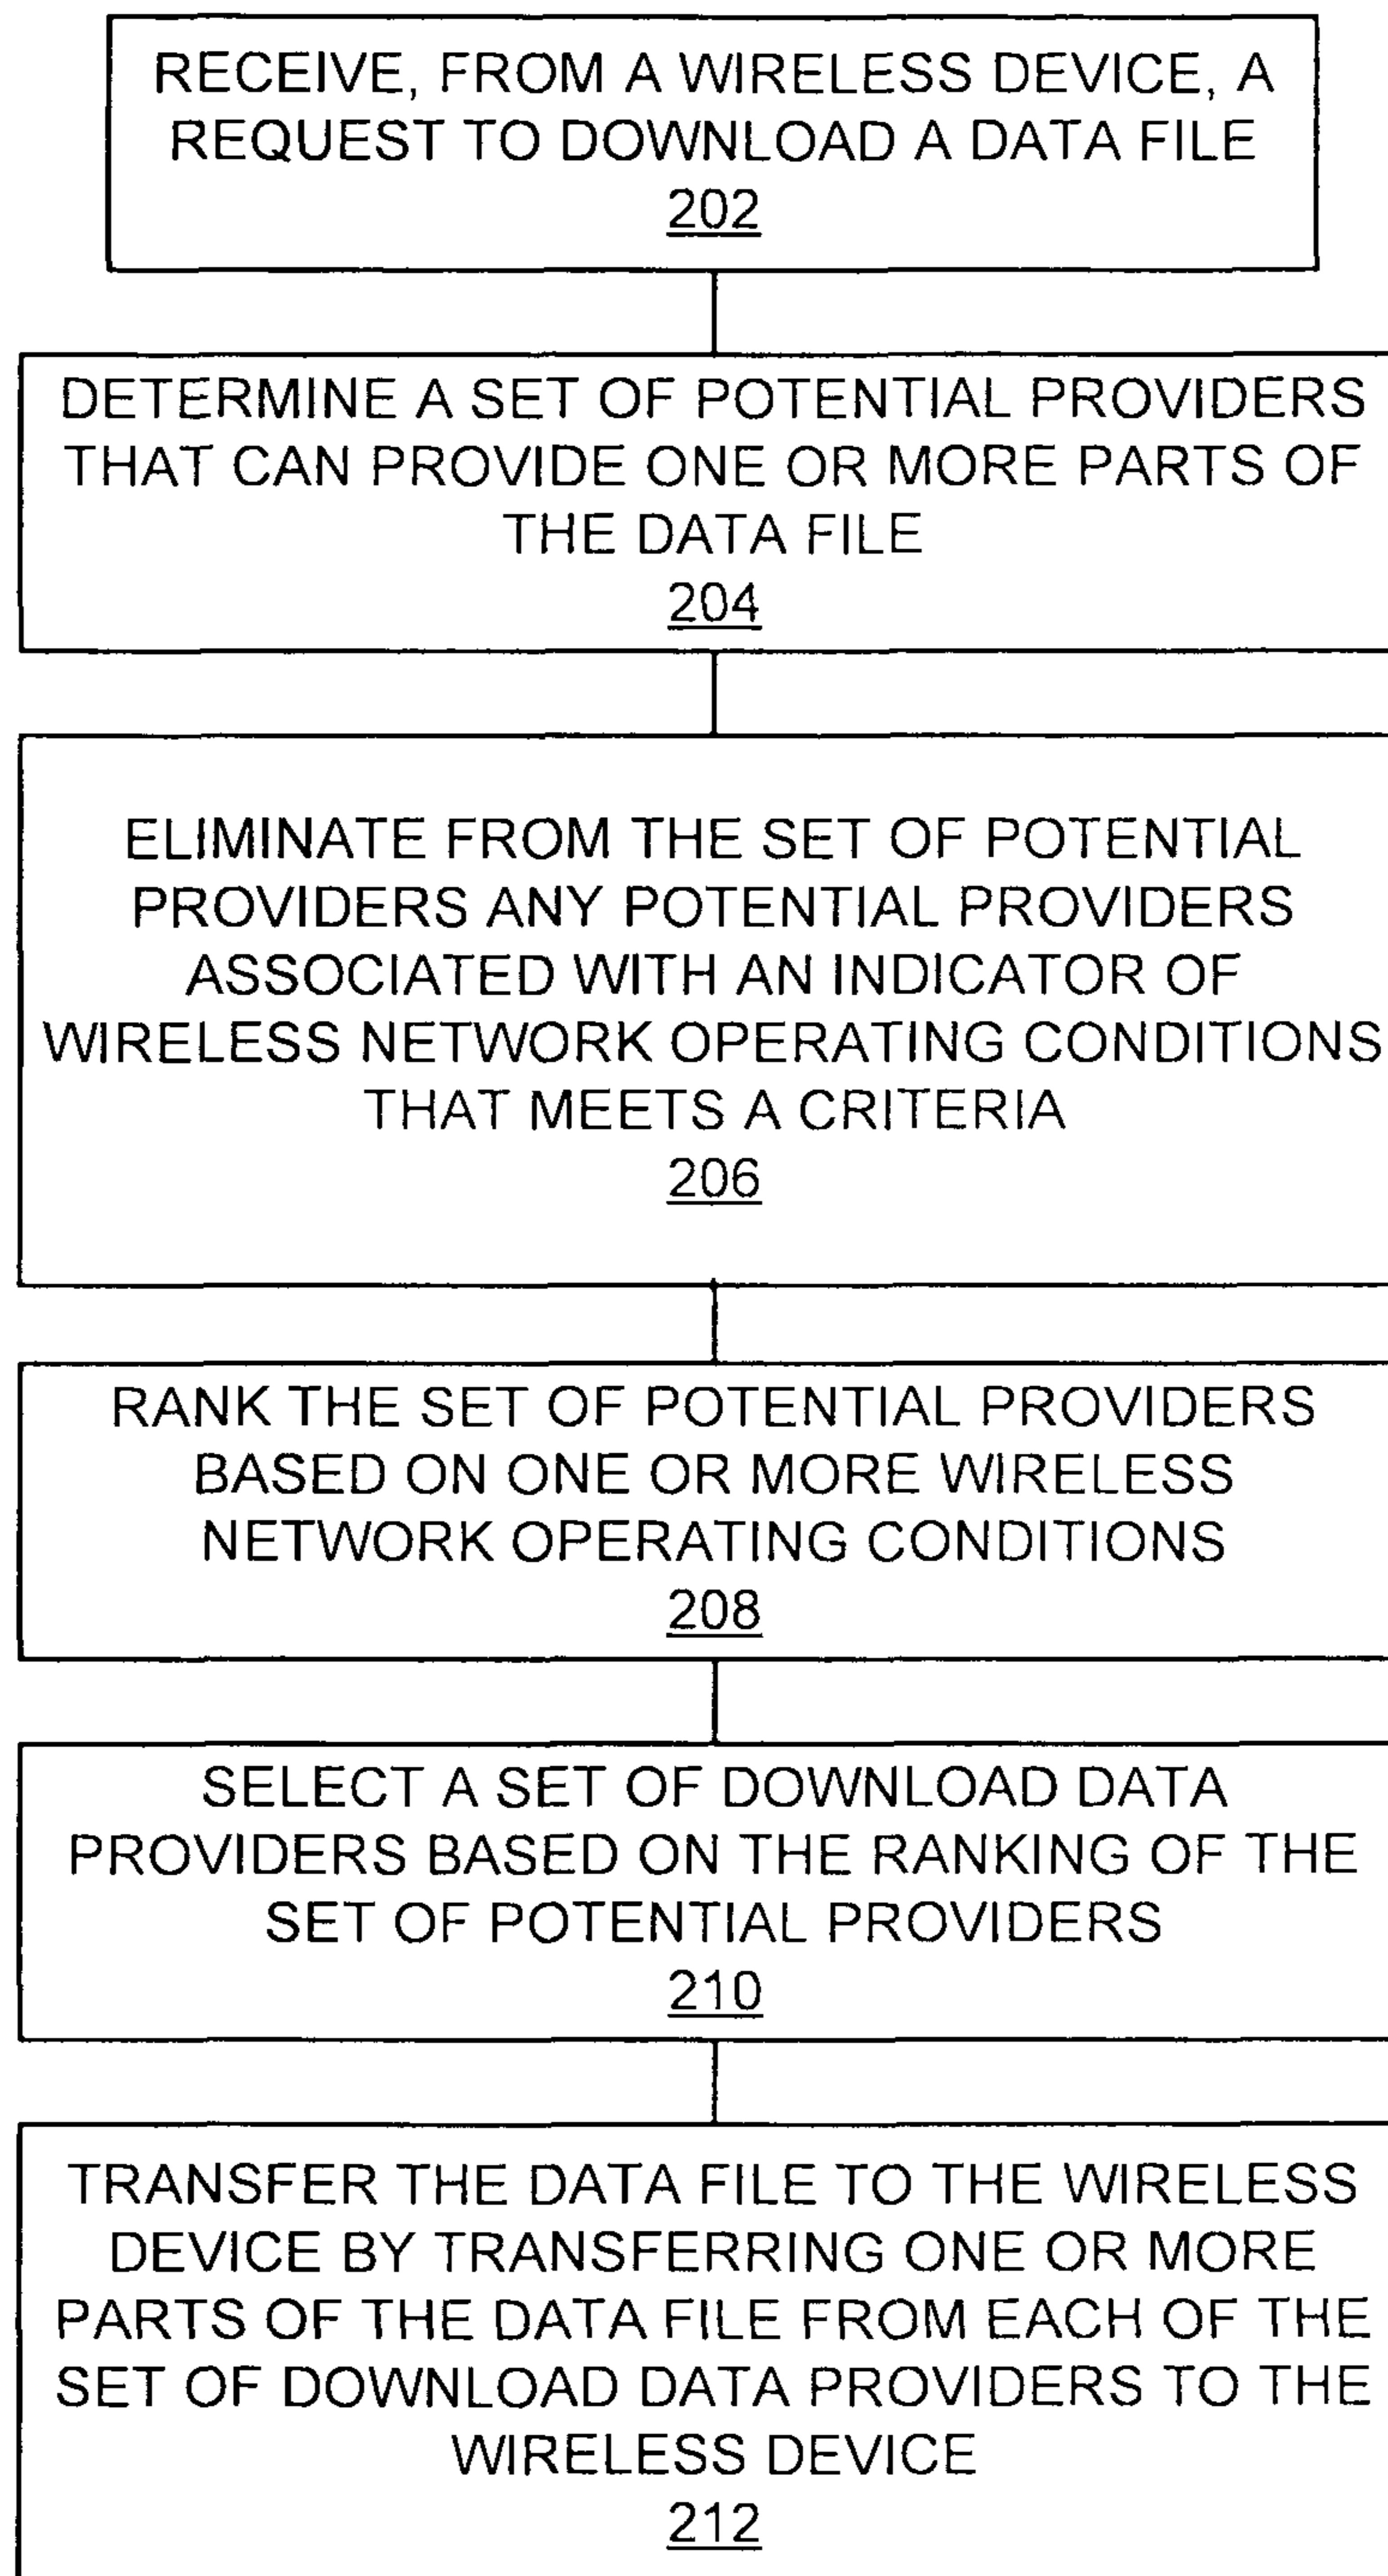 RECEIVE, FROM A WIRELESS DEVICE, A
REQUEST TO DOWNLOAD A DATA FILE
202
DETERMINE A SET OF POTENTIAL PROVIDERS
THAT CAN PROVIDE ONE OR MORE PARTS OF
THE DATA FILE
204
ELIMINATE FROM THE SET OF POTENTIAL
PROVIDERS ANY POTENTIAL PROVIDERS
ASSOCIATED WITH AN INDICATOR OF
WIRELESS NETWORK OPERATING CONDITIONS
THAT MEETS A CRITERIA
206
RANK THE SET OF POTENTIAL PROVIDERS
BASED ON ONE OR MORE WIRELESS
NETWORK OPERATING CONDITIONS
208
SELECT A SET OF DOWNLOAD DATA
PROVIDERS BASED ON THE RANKING OF THE
SET OF POTENTIAL PROVIDERS
210
TRANSFER THE DATA FILE TO THE WIRELESS
DEVICE BY TRANSFERRING ONE OR MORE
PARTS OF THE DATA FILE FROM EACH OF THE
SET OF DOWNLOAD DATA PROVIDERS TO THE
WIRELESS DEVICE
212